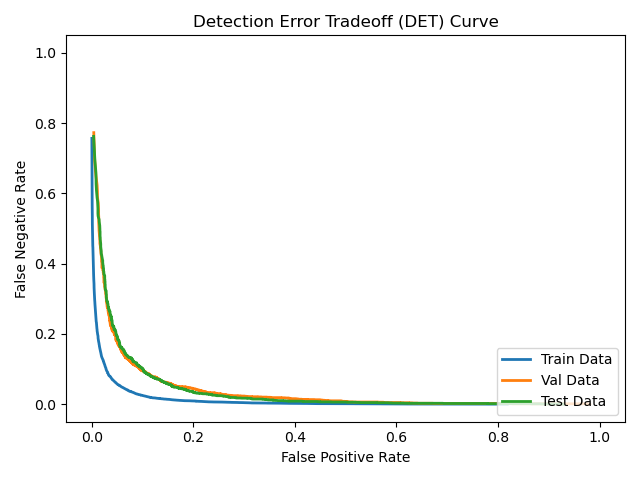 Detection Error Tradeoff (DET) Curve
1.0
0.8
0.6
0.4
0.2
0.0
False Negative Rate
Train Data
Val Data
Test Data
0.0 0.2 0.4 0.6 0.8 1.0
False Positive Rate